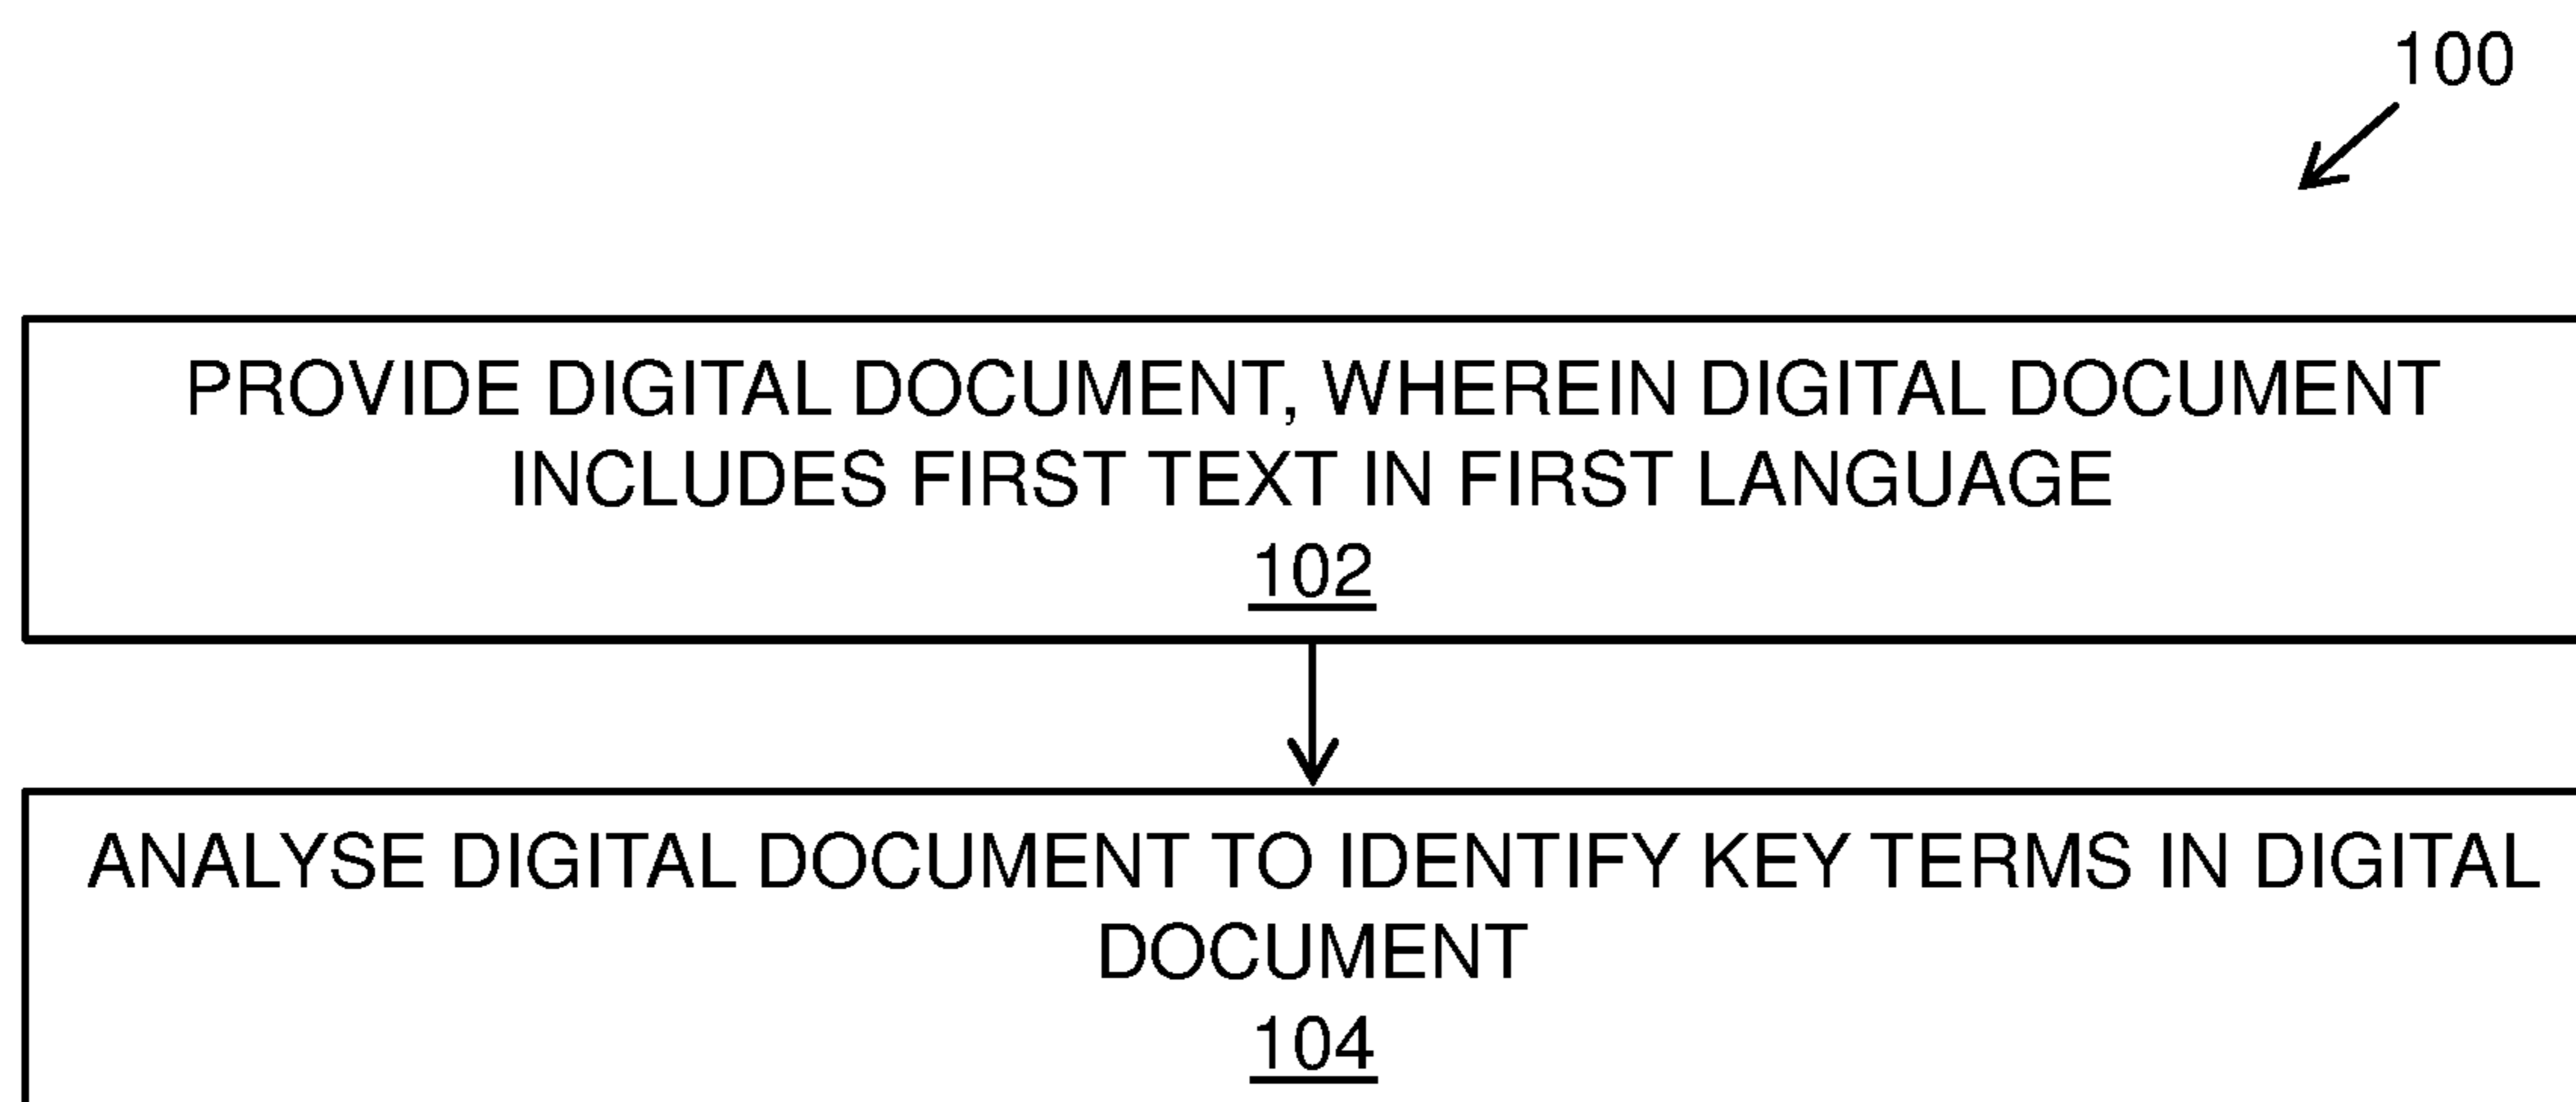 100
PROVIDE DIGITAL DOCUMENT, WHEREIN DIGITAL DOCUMENT
INCLUDES FIRST TEXT IN FIRST LANGUAGE
102
ANALYSE DIGITAL DOCUMENT TO IDENTIFY KEY TERMS IN DIGITAL
DOCUMENT
104